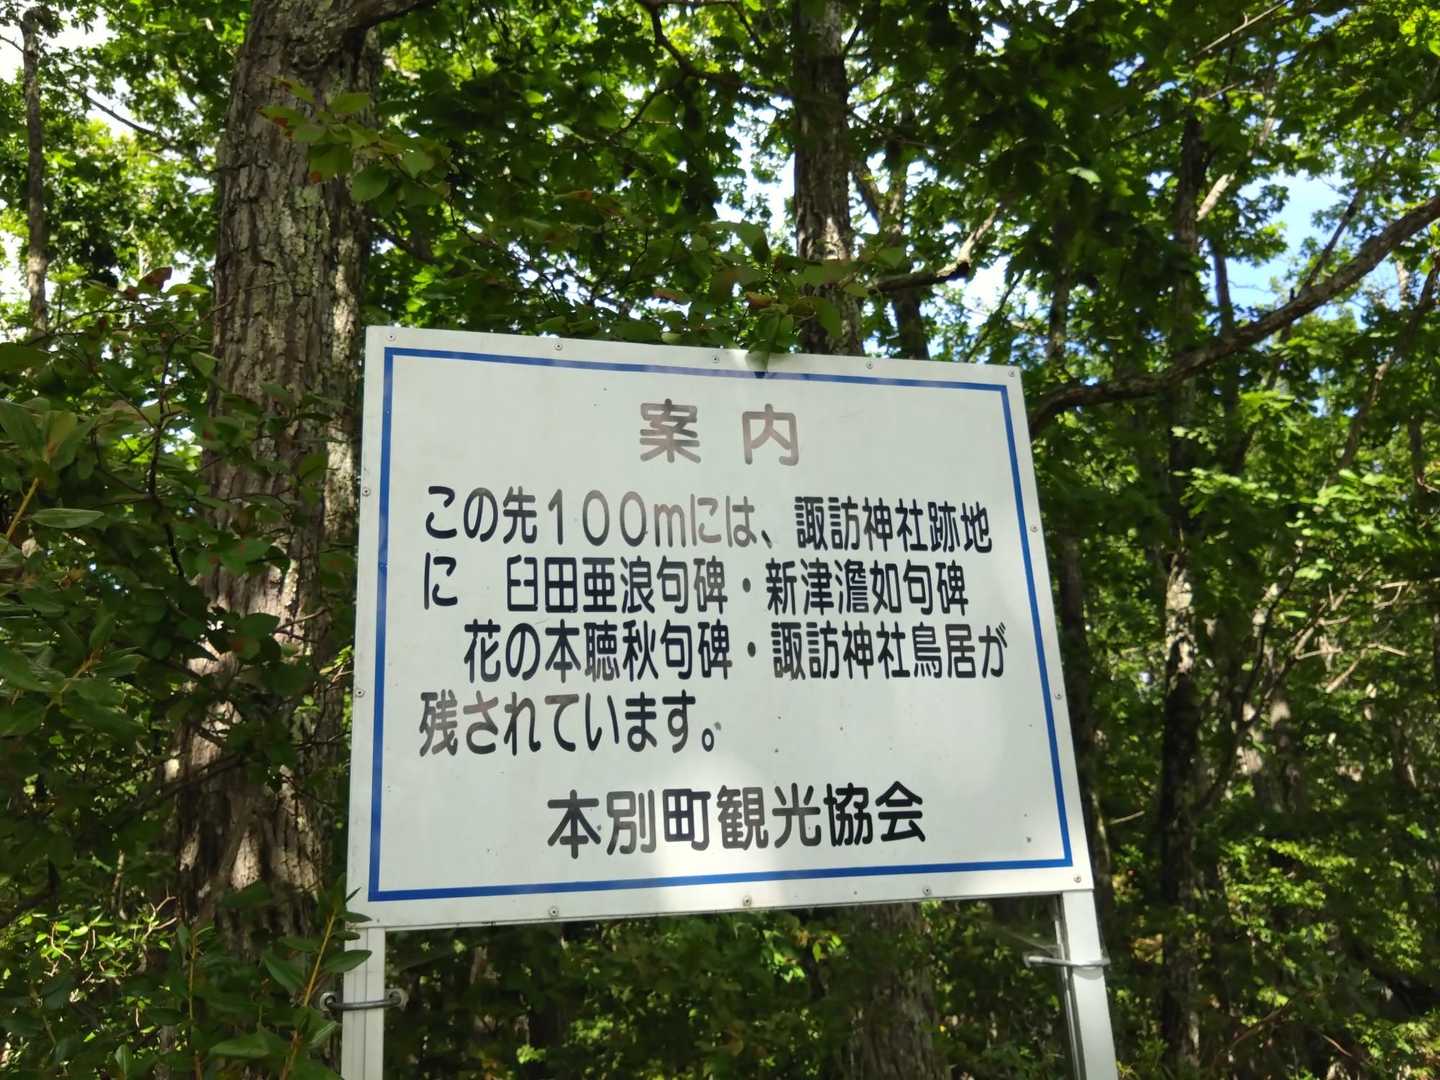 案 内
この先100mには、諏訪神社跡地
に 臼田亜浪句碑・新津澹如句碑
花の本聴秋句碑・諏訪神社鳥居が
残されています。
本別町観光協会